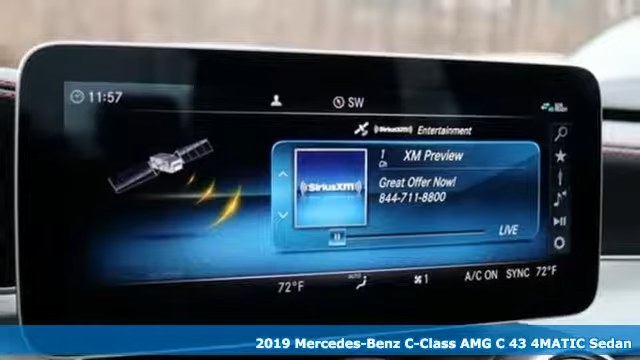 11:57
SW
SiriusXM Entertainment
1 XM Preview
Ch
Great Offer Now!
844-711-8800
SiriusXM
LIVE
72°F
AUTO
1
A/C ON SYNC 72°F
2019 Mercedes-Benz C-Class AMG C 43 4MATIC Sedan